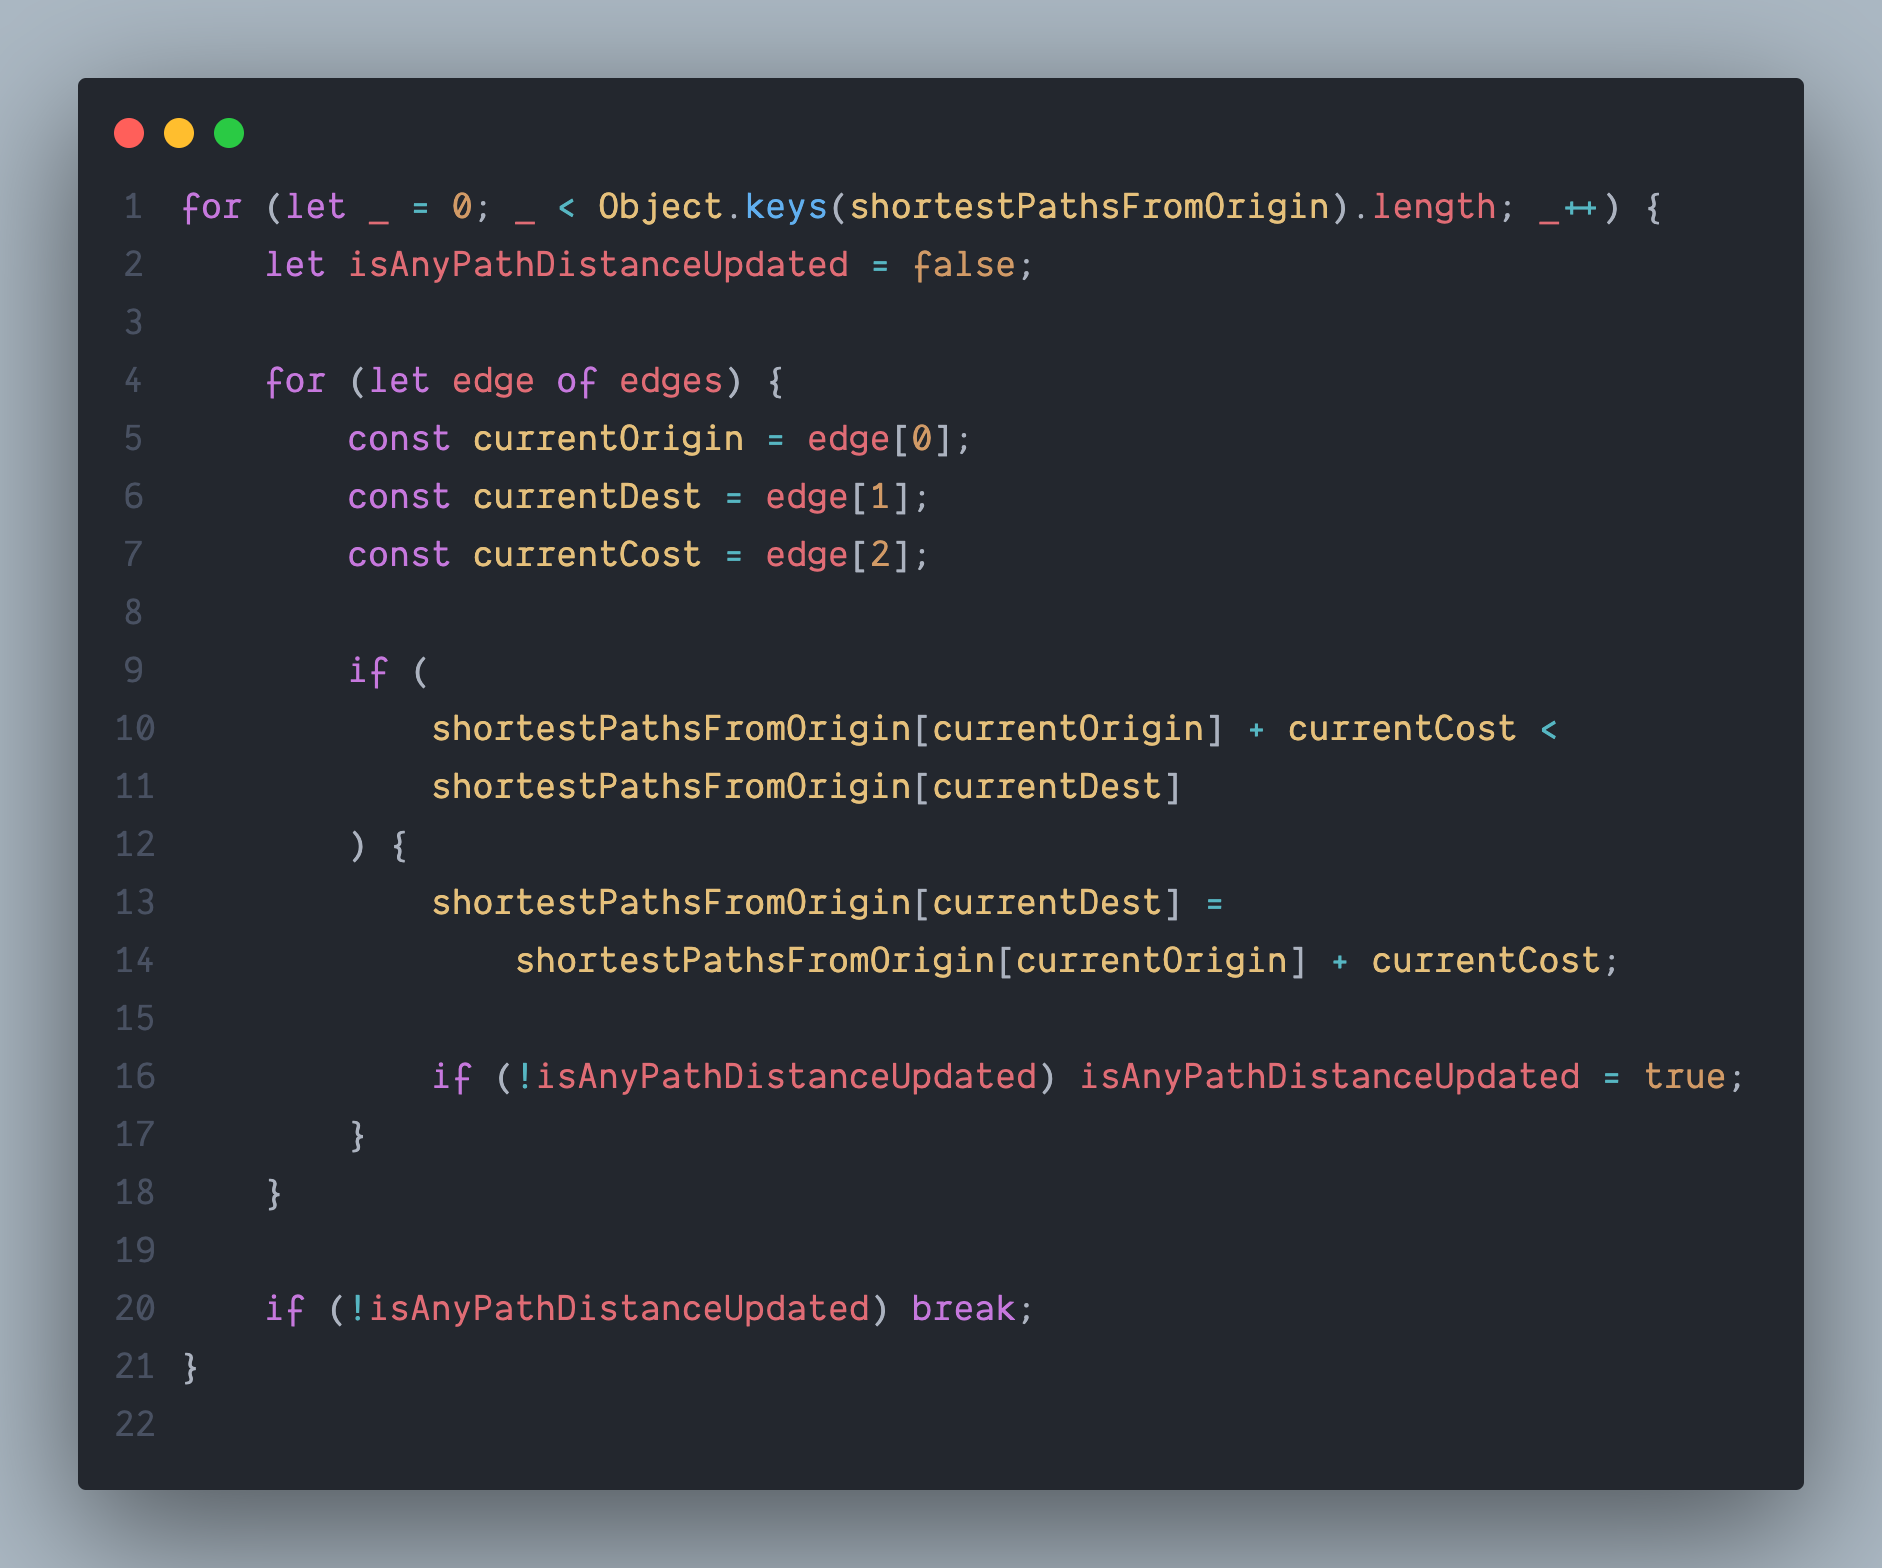 1 for (let _ = 0; _ < Object.keys(shortestPathsFromOrigin).length; _++) {
2     let isAnyPathDistanceUpdated = false;
3
4     for (let edge of edges) {
5         const currentOrigin = edge[0];
6         const currentDest = edge[1];
7         const currentCost = edge[2];
8
9         if (
10             shortestPathsFromOrigin[currentOrigin] + currentCost <
11             shortestPathsFromOrigin[currentDest]
12         ) {
13             shortestPathsFromOrigin[currentDest] =
14                 shortestPathsFromOrigin[currentOrigin] + currentCost;
15
16             if (!isAnyPathDistanceUpdated) isAnyPathDistanceUpdated = true;
17         }
18     }
19
20     if (!isAnyPathDistanceUpdated) break;
21 }
22